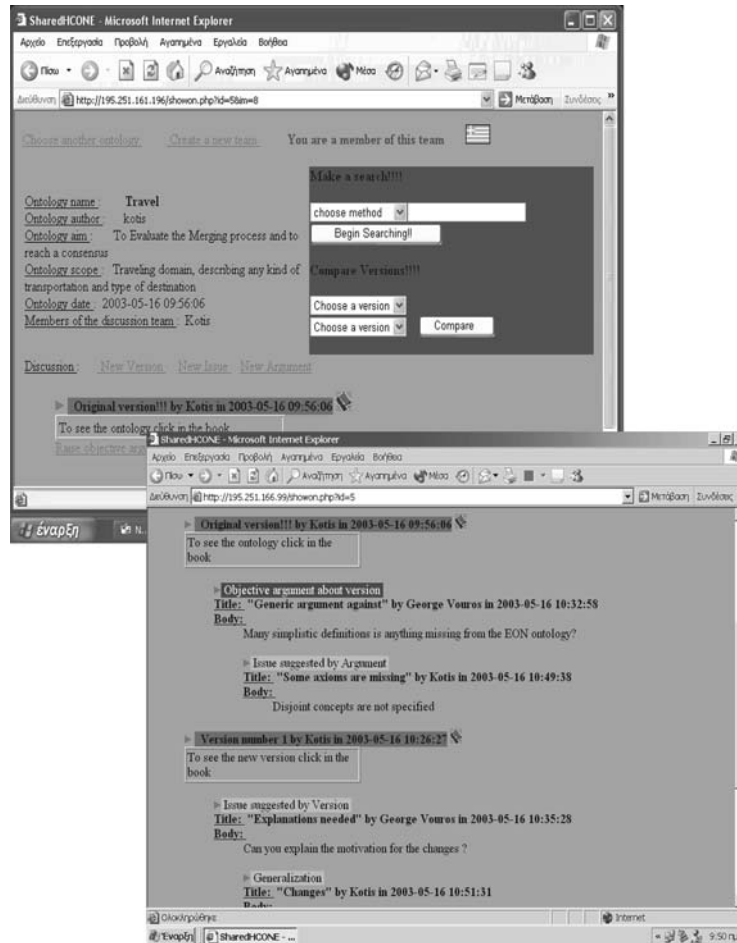 SharedHCONE - Microsoft Internet Explorer
Αρχείο Επεξεργασία Προβολή Αγαπημένα Εργαλεία Βοήθεια
Πίσω Αναζήτηση Αγαπημένα Μέσα
Διεύθυνση http://195.251.161.196/showon.php?id=5&im=8 Μετάβαση Συνδέσεις »
Choose another ontology Create a new team You are a member of this team
Make a search!!!!
Ontology name : Travel
Ontology author : kotis
choose method
Ontology aim : To Evaluate the Merging process and to
reach a consensus
Begin Searching!!
Ontology scope : Traveling domain, describing any kind of
transportation and type of destination
Compare Versions!!!!
Ontology date : 2003-05-16 09:56:06
Members of the discussion team : Kotis
Choose a version
Choose a version Compare
Discussion : New Version New Issue New Argument
Original version!!! by Kotis in 2003-05-16 09:56:06
To see the ontology click in the book
Raise objective
έναρξη N...
SharedHCONE - Microsoft Internet Explorer
Αρχείο Επεξεργασία Προβολή Αγαπημένα Εργαλεία Βοήθεια
Πίσω Αναζήτηση Αγαπημένα Μέσα
Διεύθυνση http://195.251.166.99/showon.php?id=5 Μετάβαση Συνδέσεις
Original version!!! by Kotis in 2003-05-16 09:56:06
To see the ontology click in the
book
Objective argument about version
Title: "Generic argument against" by George Vouros in 2003-05-16 10:32:58
Body:
Many simplistic definitions is anything missing from the EON ontology?
Issue suggested by Argument
Title: "Some axioms are missing" by Kotis in 2003-05-16 10:49:38
Body:
Disjoint concepts are not specified
Version number 1 by Kotis in 2003-05-16 10:26:27
To see the new version click in the
book
Issue suggested by Version
Title: "Explanations needed" by George Vouros in 2003-05-16 10:35:28
Body:
Can you explain the motivation for the changes ?
Generalization
Title: "Changes" by Kotis in 2003-05-16 10:51:31
Body:
Ολοκληρώθηκε Internet
Έναρξη SharedHCONE - ... 9:50 πμ